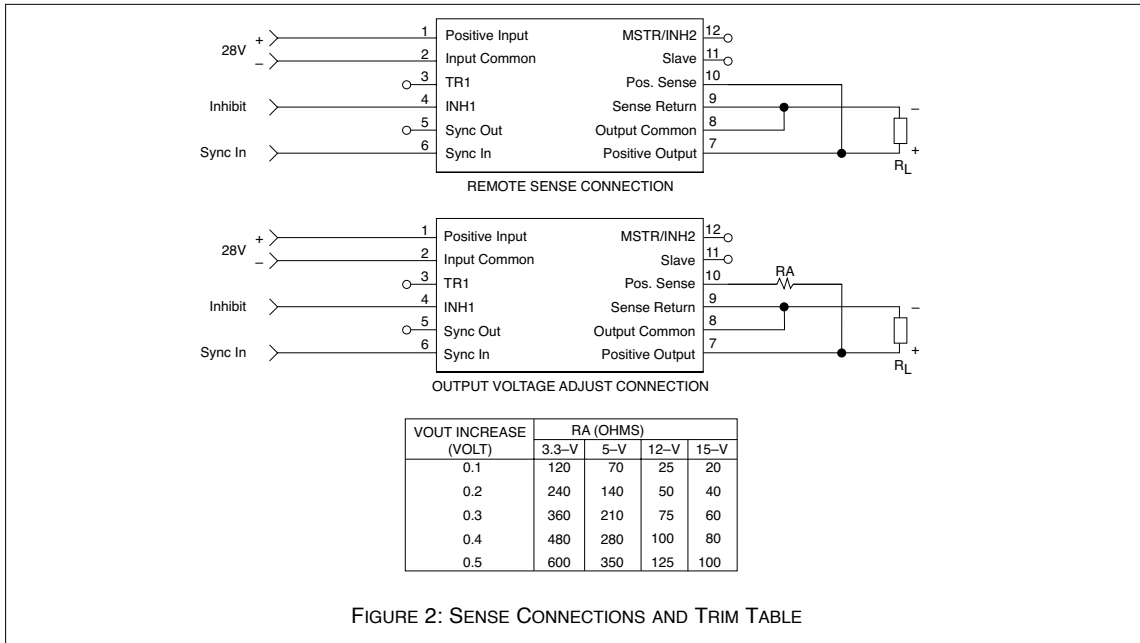 28V + 1 Positive Input MSTR/INH2 12
– 2 Input Common Slave 11
3 TR1 Pos. Sense 10
Inhibit 4 INH1 Sense Return 9 –
5 Sync Out Output Common 8
Sync In 6 Sync In Positive Output 7 + RL
REMOTE SENSE CONNECTION
28V + 1 Positive Input MSTR/INH2 12
– 2 Input Common Slave 11
3 TR1 Pos. Sense 10 RA
Inhibit 4 INH1 Sense Return 9 –
5 Sync Out Output Common 8
Sync In 6 Sync In Positive Output 7 + RL
OUTPUT VOLTAGE ADJUST CONNECTION
VOUT INCREASE (VOLT) RA (OHMS)
3.3–V 5–V 12–V 15–V
0.1 120 70 25 20
0.2 240 140 50 40
0.3 360 210 75 60
0.4 480 280 100 80
0.5 600 350 125 100
FIGURE 2: SENSE CONNECTIONS AND TRIM TABLE